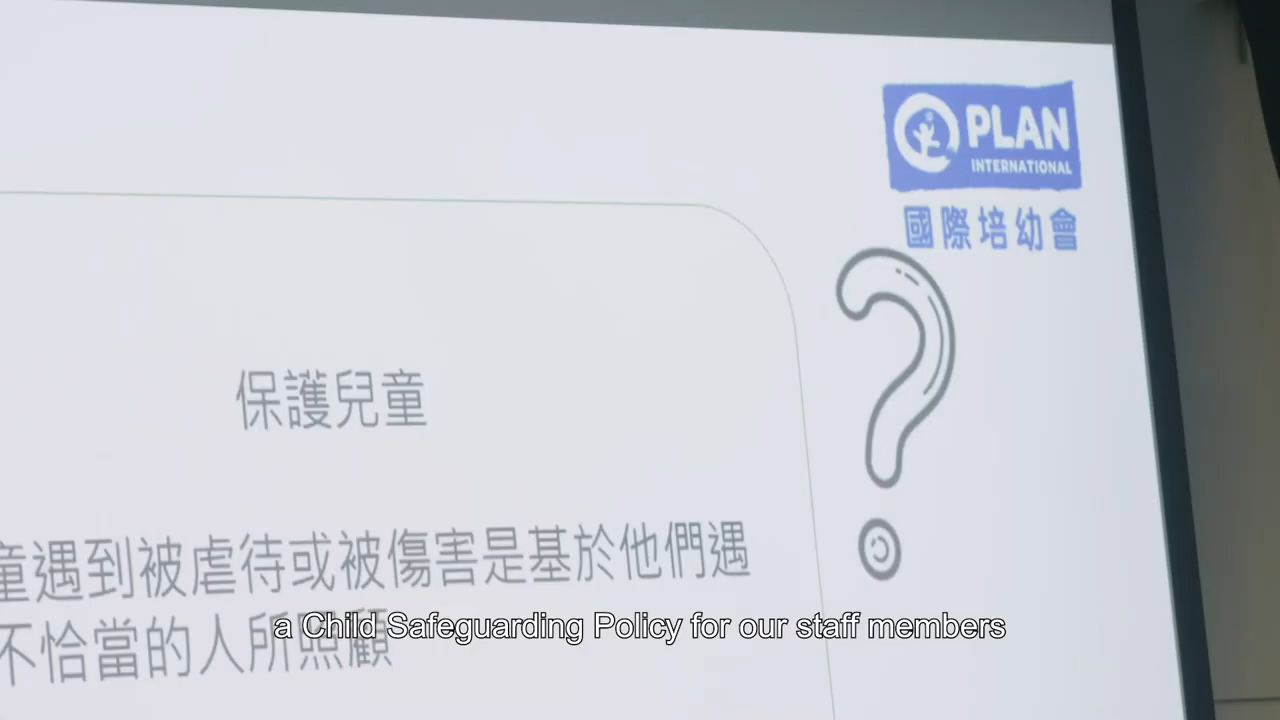 PLAN
INTERNATIONAL
國際培幼會
保護兒童
童遇到被虐待或被傷害是基於他們遇
不恰當的人所照顧
a Child Safeguarding Policy for our staff members